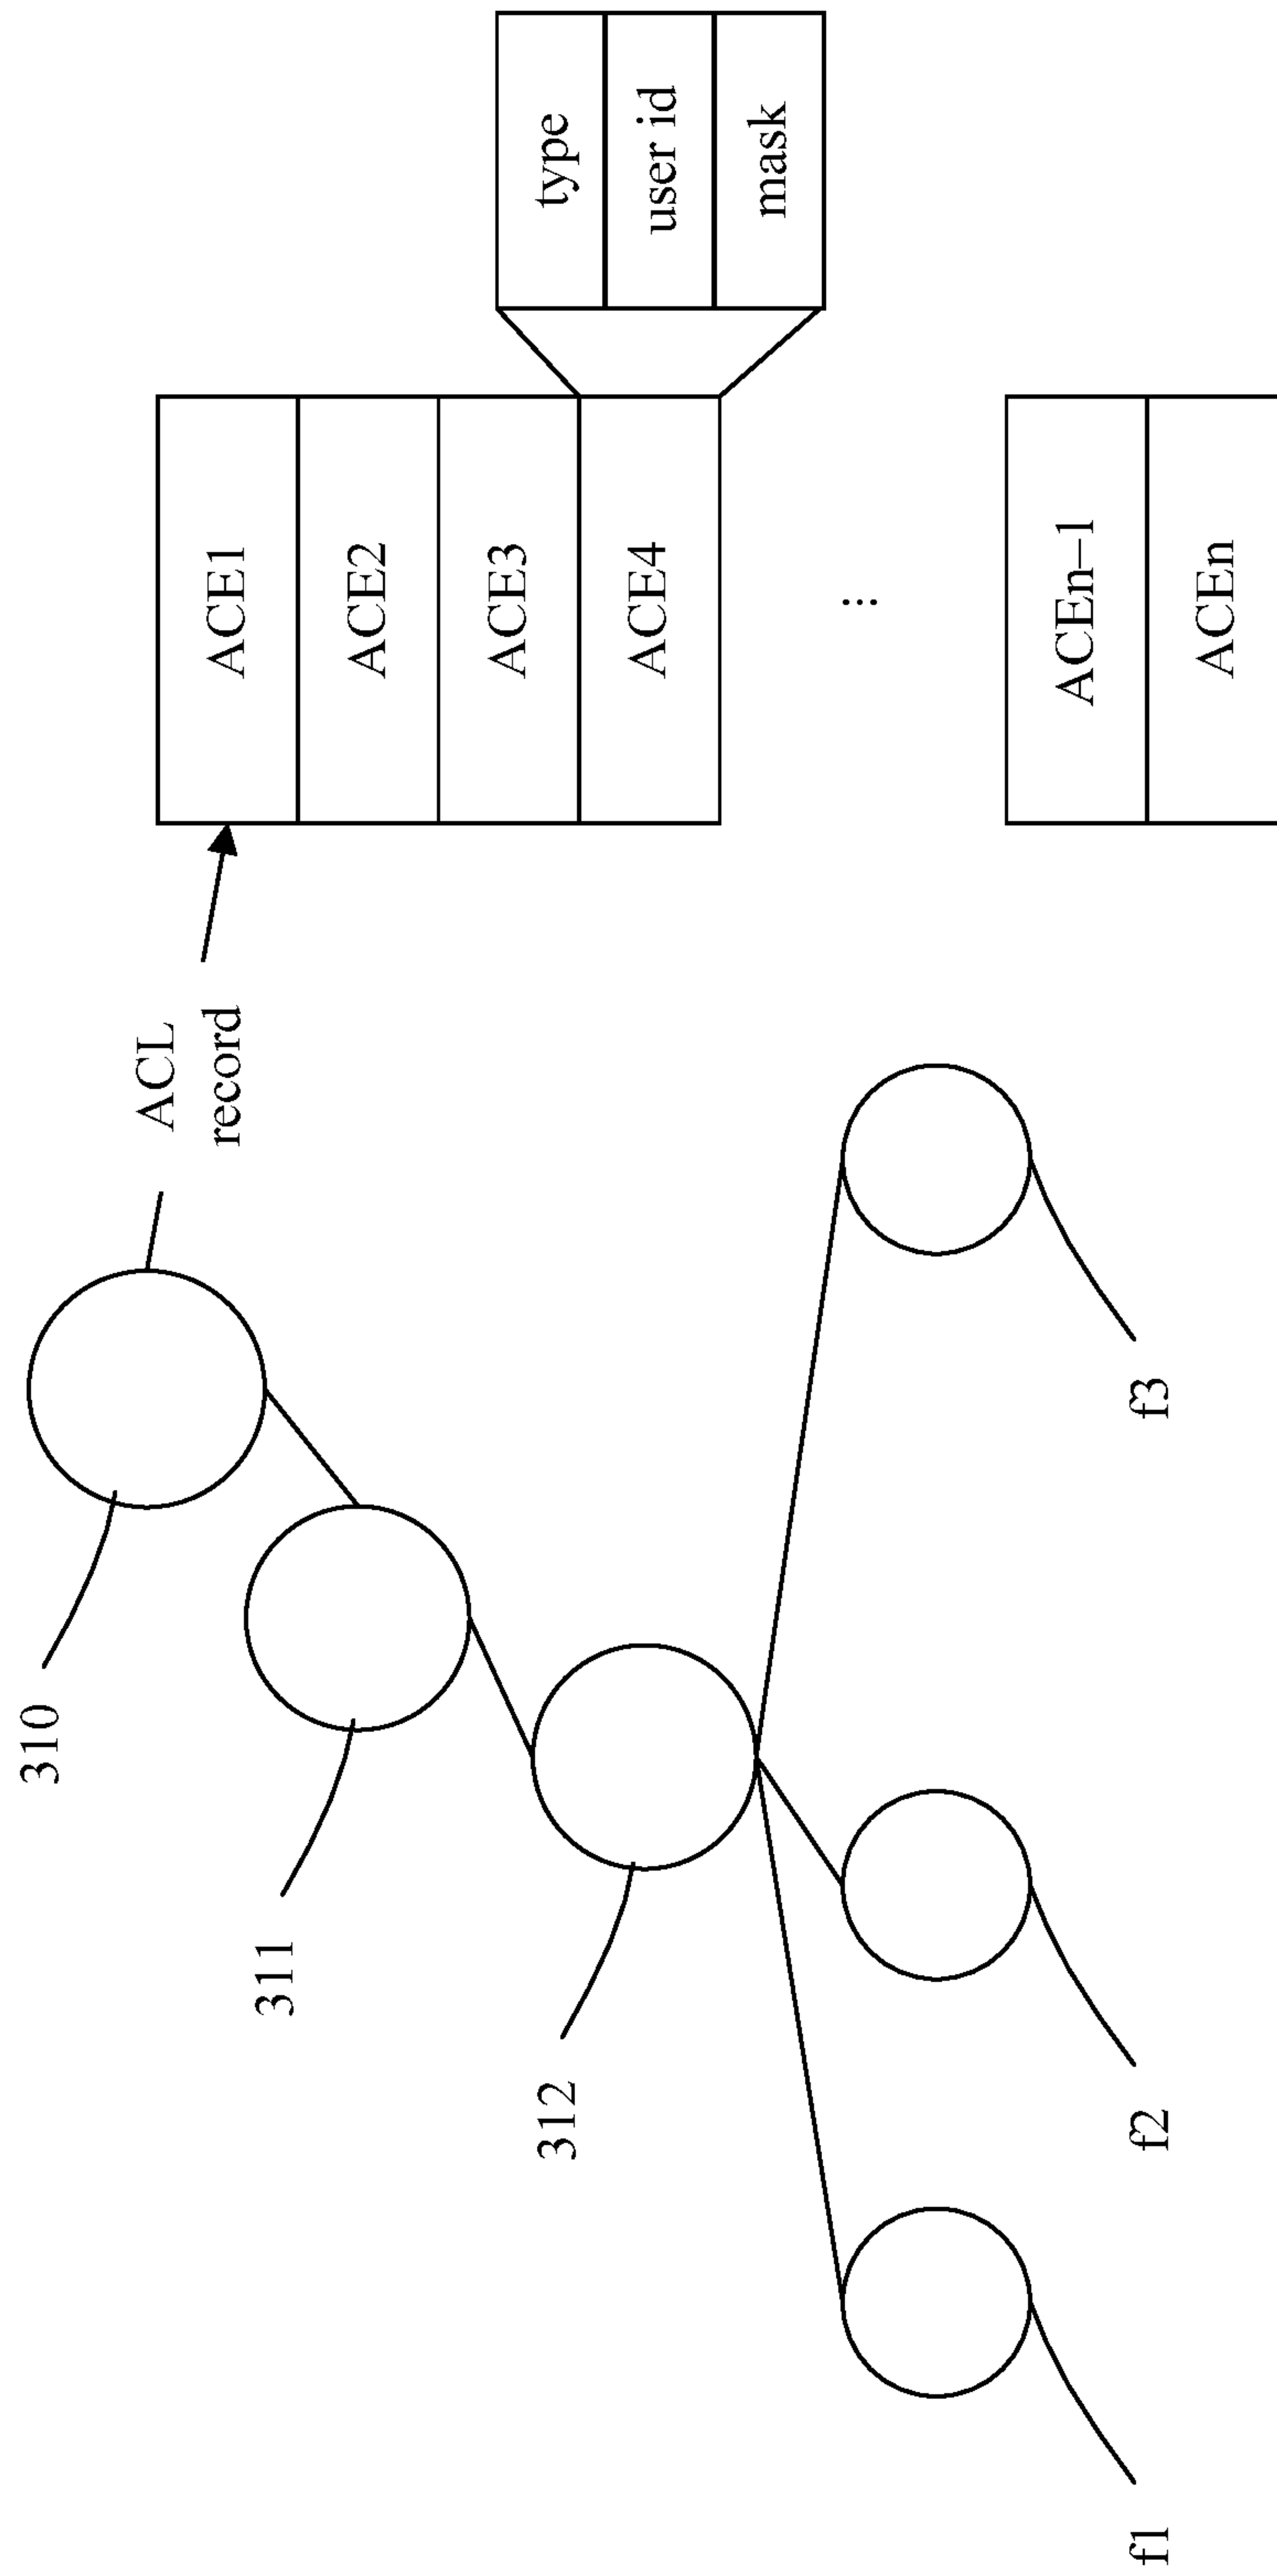 310
ACL
record
ACE1
311
ACE2
ACE3
312
ACE4
type
user id
mask
...
f1
f2
f3
ACEn–1
ACEn